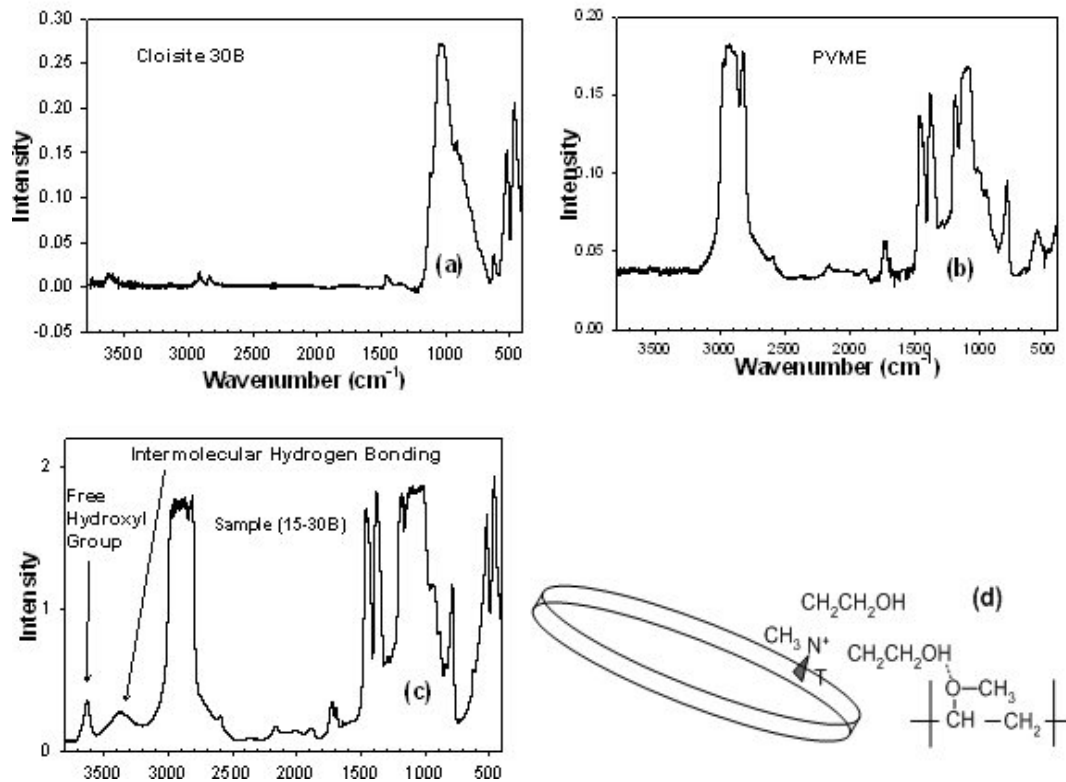 0.30
0.25
0.20
0.15
0.10
0.05
0.00
-0.05
Intensity
Cloisite 30B
(a)
3500 3000 2500 2000 1500 1000 500
Wavenumber (cm⁻¹)
0.20
0.15
0.10
0.05
0.00
Intensity
PVME
(b)
3500 3000 2500 2000 1500 1000 500
Wavenumber (cm⁻¹)
2
1
0
Intensity
Intermolecular Hydrogen Bonding
Free
Hydroxyl
Group
Sample (15-30B)
(c)
3500 3000 2500 2000 1500 1000 500
(d)
CH₂CH₂OH
CH₃ N⁺
CH₂CH₂OH
T
O—CH₃
CH — CH₂